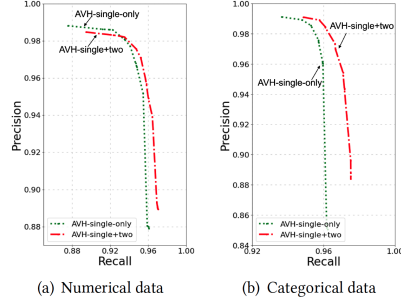 1.00
0.98
0.96
0.94
0.92
0.90
0.88
Precision
AVH-single-only
AVH-single+two
AVH-single-only
AVH-single+two
0.88
0.92
0.96
1.00
Recall
(a) Numerical data
1.00
0.98
0.96
0.94
0.92
0.90
0.88
0.86
0.84
Precision
AVH-single+two
AVH-single-only
AVH-single-only
AVH-single+two
0.92
0.96
1.00
Recall
(b) Categorical data